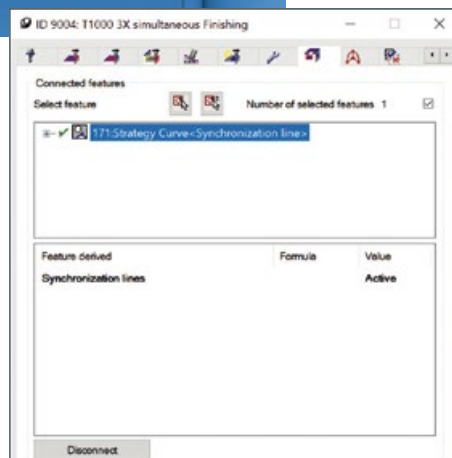 ID 9004: T1000 3X simultaneous Finishing
Connected features
Select feature Number of selected features 1
171:Strategy Curve<Synchronization line>
Feature derived Formula Value
Synchronization lines Active
Disconnect